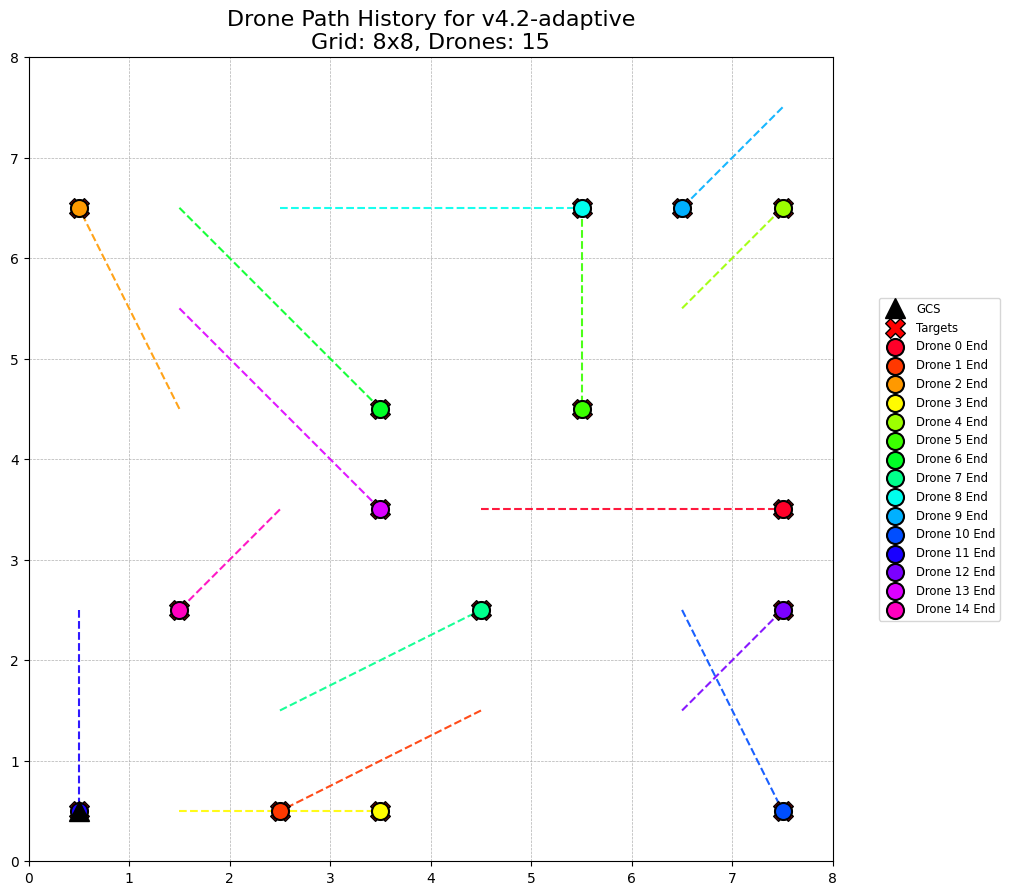 Drone Path History for v4.2-adaptive
Grid: 8x8, Drones: 15
8
7
6
5
4
3
2
1
0
0 1 2 3 4 5 6 7 8
GCS
Targets
Drone 0 End
Drone 1 End
Drone 2 End
Drone 3 End
Drone 4 End
Drone 5 End
Drone 6 End
Drone 7 End
Drone 8 End
Drone 9 End
Drone 10 End
Drone 11 End
Drone 12 End
Drone 13 End
Drone 14 End